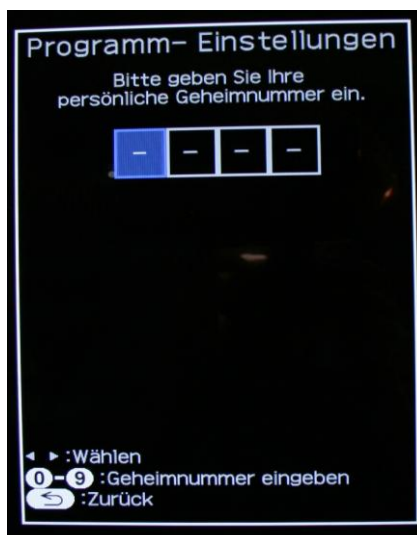 Programm- Einstellungen
Bitte geben Sie Ihre
persönliche Geheimnummer ein.
- - - -
◄ ► :Wählen
0-9 :Geheimnummer eingeben
:Zurück